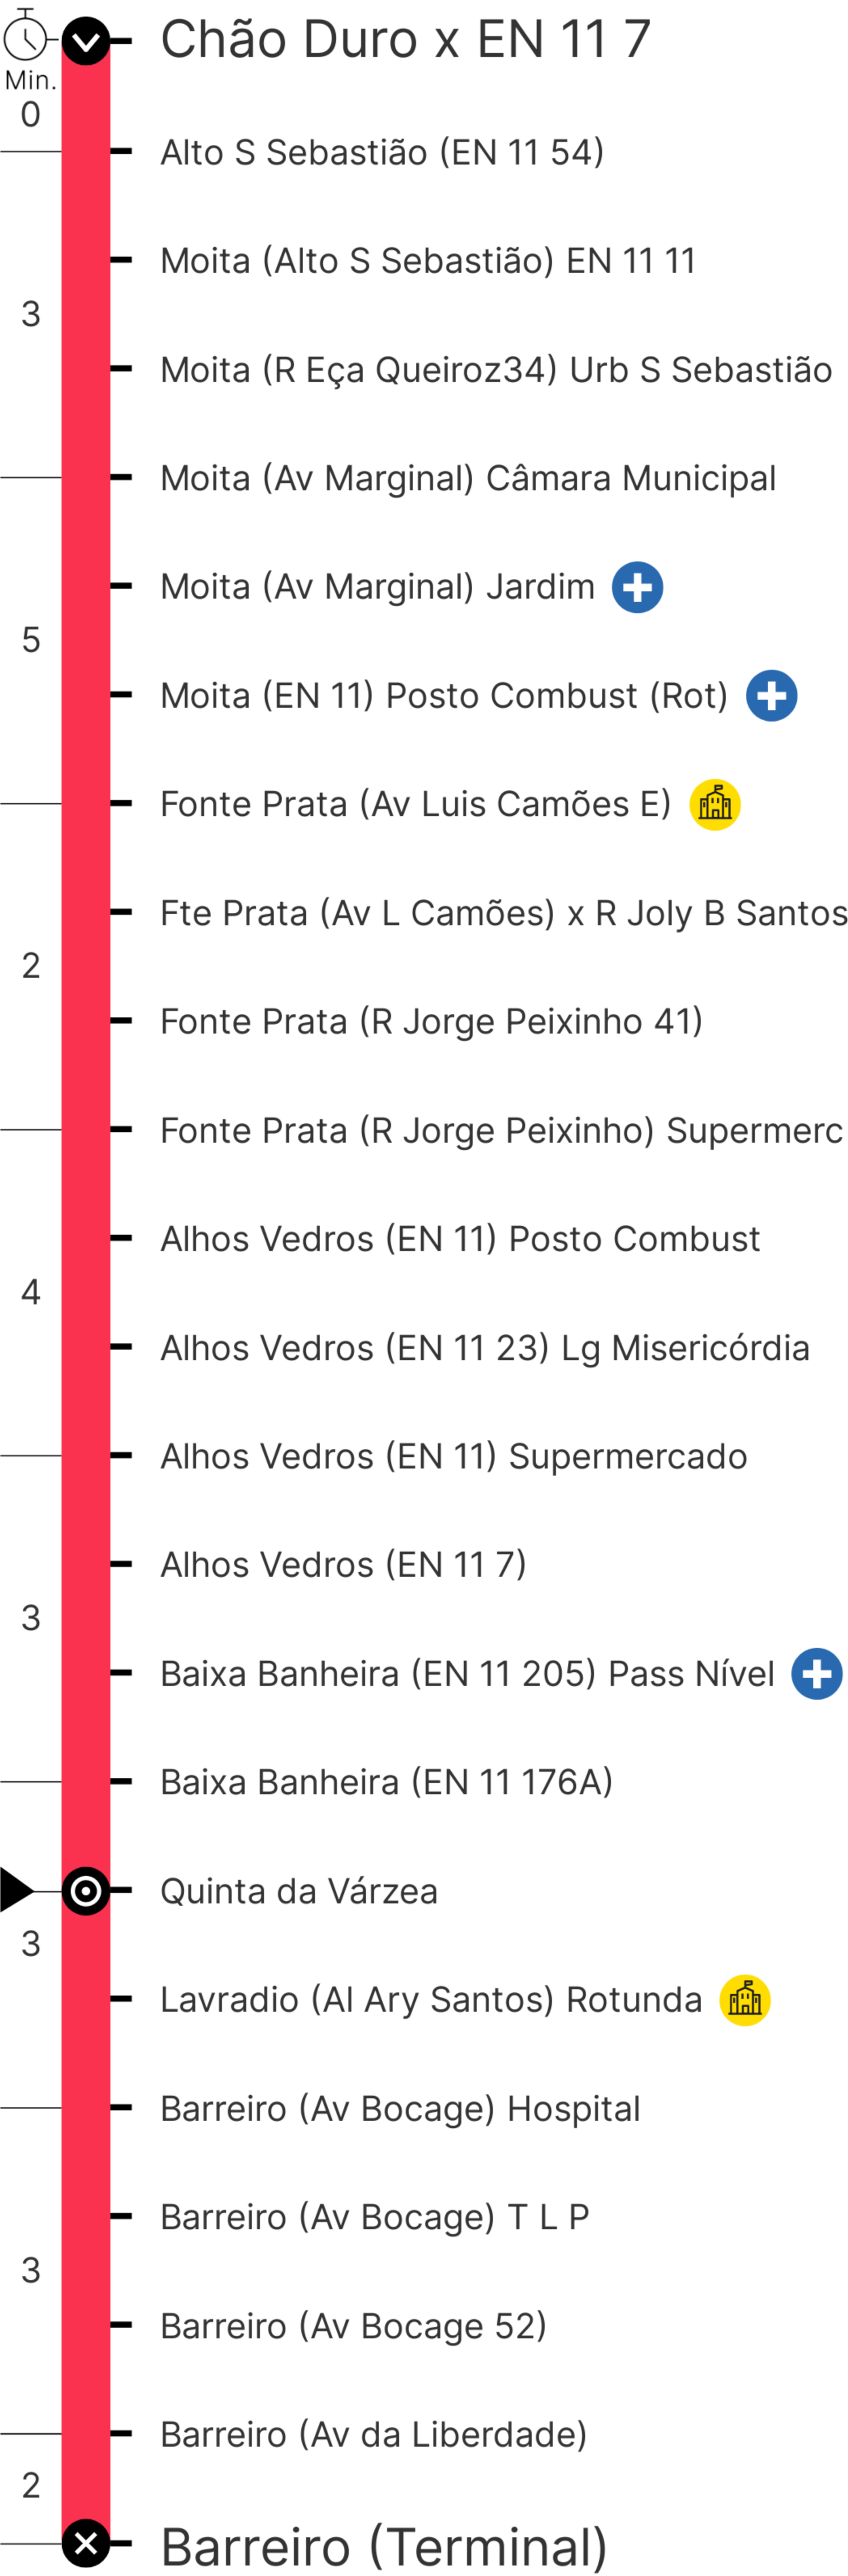 Chão Duro x EN 11 7
Min.
0
Alto S Sebastião (EN 11 54)
Moita (Alto S Sebastião) EN 11 11
3
Moita (R Eça Queiroz34) Urb S Sebastião
Moita (Av Marginal) Câmara Municipal
Moita (Av Marginal) Jardim
5
Moita (EN 11) Posto Combust (Rot)
Fonte Prata (Av Luis Camões E)
Fte Prata (Av L Camões) x R Joly B Santos
2
Fonte Prata (R Jorge Peixinho 41)
Fonte Prata (R Jorge Peixinho) Supermerc
Alhos Vedros (EN 11) Posto Combust
4
Alhos Vedros (EN 11 23) Lg Misericórdia
Alhos Vedros (EN 11) Supermercado
Alhos Vedros (EN 11 7)
3
Baixa Banheira (EN 11 205) Pass Nível
Baixa Banheira (EN 11 176A)
Quinta da Várzea
3
Lavradio (Al Ary Santos) Rotunda
Barreiro (Av Bocage) Hospital
Barreiro (Av Bocage) T L P
3
Barreiro (Av Bocage 52)
Barreiro (Av da Liberdade)
2
Barreiro (Terminal)